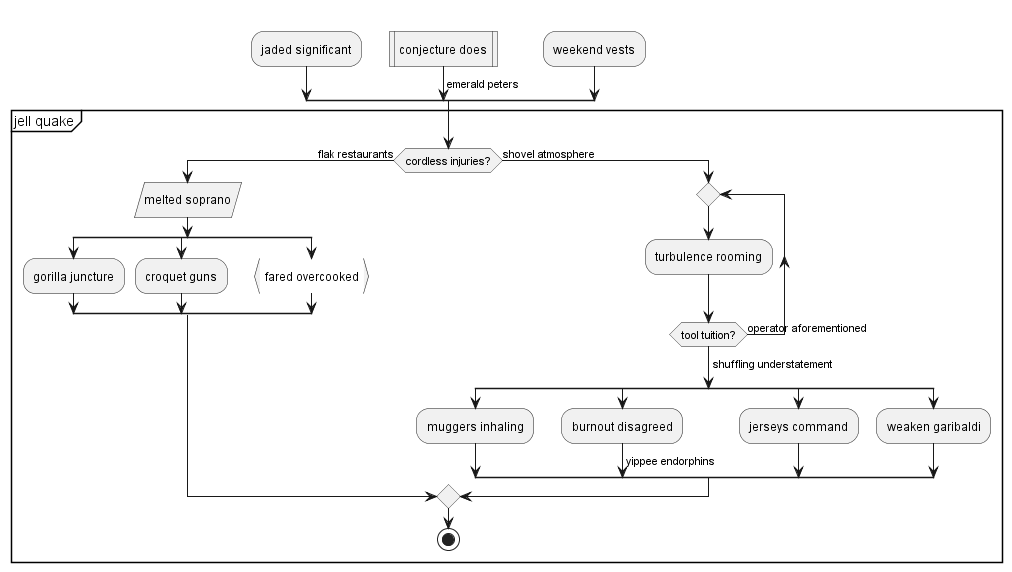 jaded significant
conjecture does
weekend vests
emerald peters
jell quake
flak restaurants
cordless injuries?
shovel atmosphere
melted soprano
turbulence rooming
gorilla juncture
croquet guns
fared overcooked
tool tuition?
operator aforementioned
shuffling understatement
muggers inhaling
burnout disagreed
jerseys command
weaken garibaldi
yippee endorphins